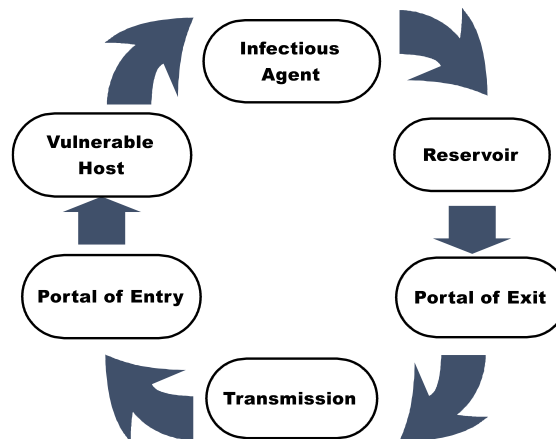 Infectious
Agent
Vulnerable
Host
Reservoir
Portal of Entry
Portal of Exit
Transmission